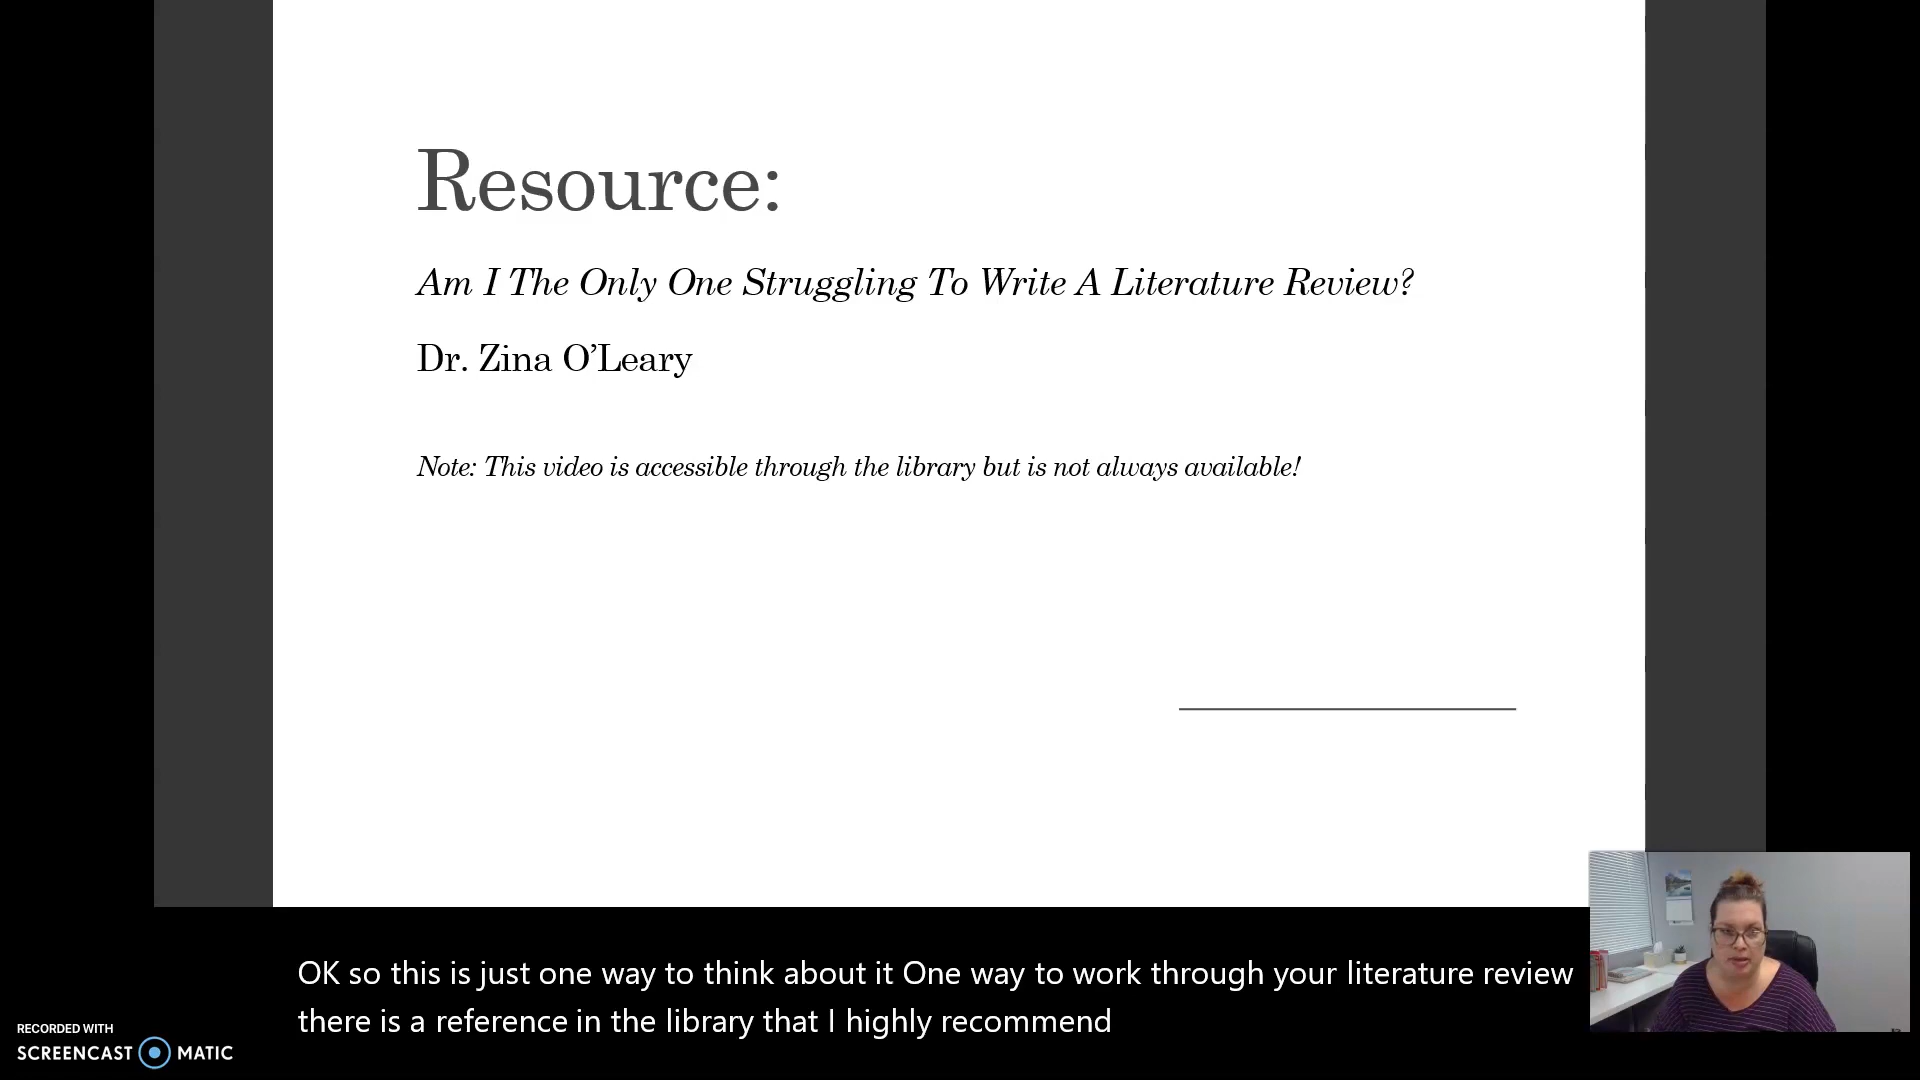 Resource:
Am I The Only One Struggling To Write A Literature Review?
Dr. Zina O’Leary
Note: This video is accessible through the library but is not always available!
OK so this is just one way to think about it One way to work through your literature review
there is a reference in the library that I highly recommend
RECORDED WITH
SCREENCAST MATIC